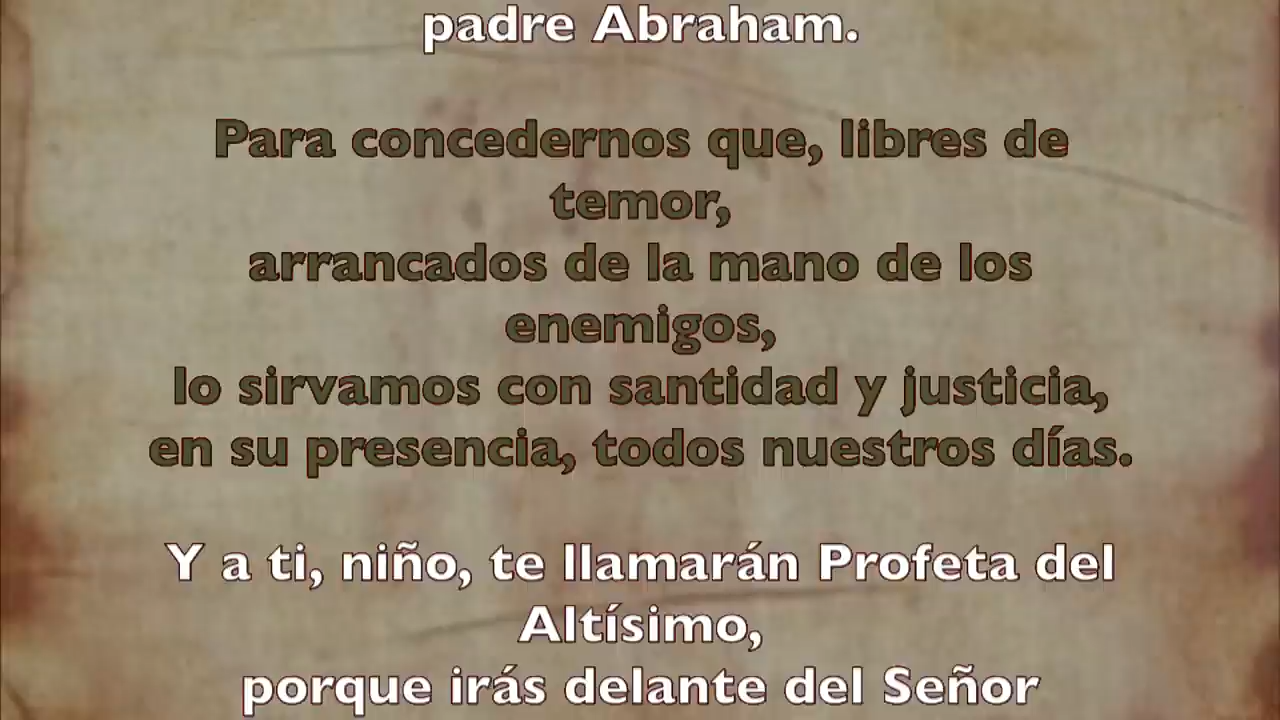 padre Abraham.
Para concedernos que, libres de
temor,
arrancados de la mano de los
enemigos,
lo sirvamos con santidad y justicia,
en su presencia, todos nuestros días.
Y a ti, niño, te llamarán Profeta del
Altísimo,
porque irás delante del Señor